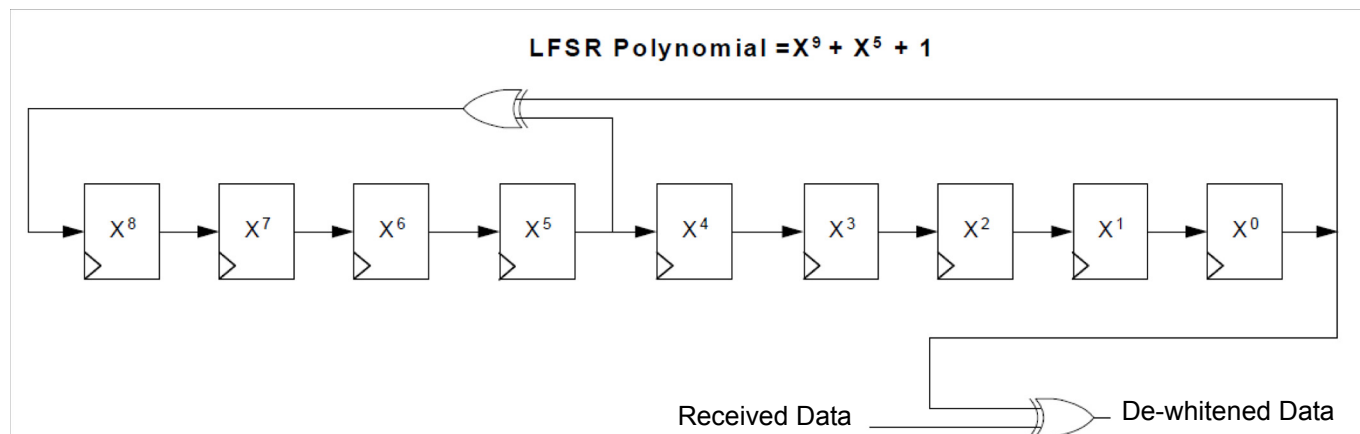 LFSR Polynomial =X⁹ + X⁵ + 1
X⁸ X⁷ X⁶ X⁵ X⁴ X³ X² X¹ X⁰
Received Data De-whitened Data